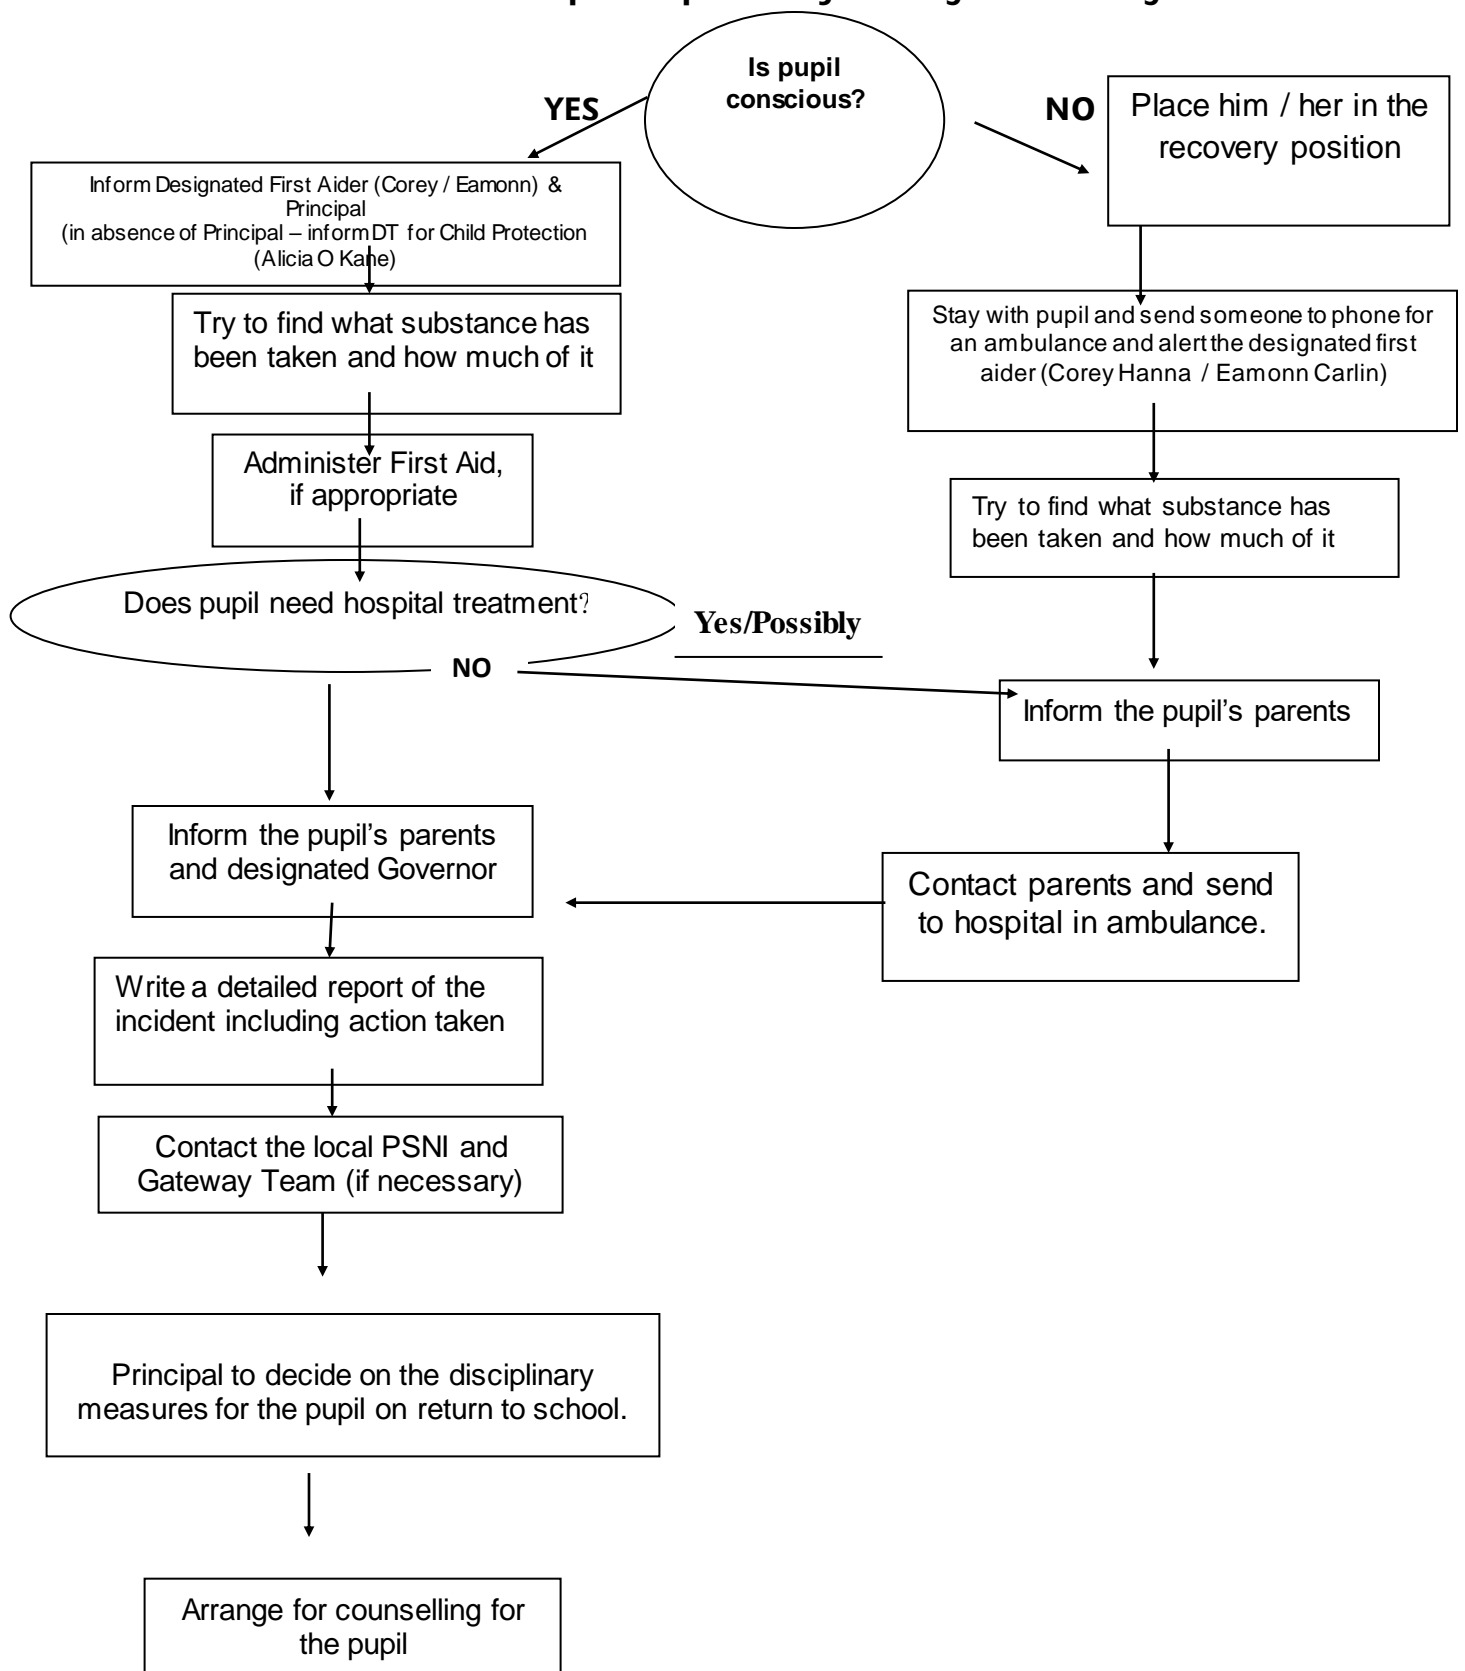 Is pupil
conscious?
YES
NO
Place him / her in the
recovery position
Inform Designated First Aider (Corey / Eamonn) &
Principal
(in absence of Principal – inform DT for Child Protection
(Alicia O Kane)
Stay with pupil and send someone to phone for
an ambulance and alert the designated first
aider (Corey Hanna / Eamonn Carlin)
Try to find what substance has
been taken and how much of it
Administer First Aid,
if appropriate
Try to find what substance has
been taken and how much of it
Does pupil need hospital treatment?
Yes/Possibly
NO
Inform the pupil’s parents
Inform the pupil’s parents
and designated Governor
Contact parents and send
to hospital in ambulance.
Write a detailed report of the
incident including action taken
Contact the local PSNI and
Gateway Team (if necessary)
Principal to decide on the disciplinary
measures for the pupil on return to school.
Arrange for counselling for
the pupil